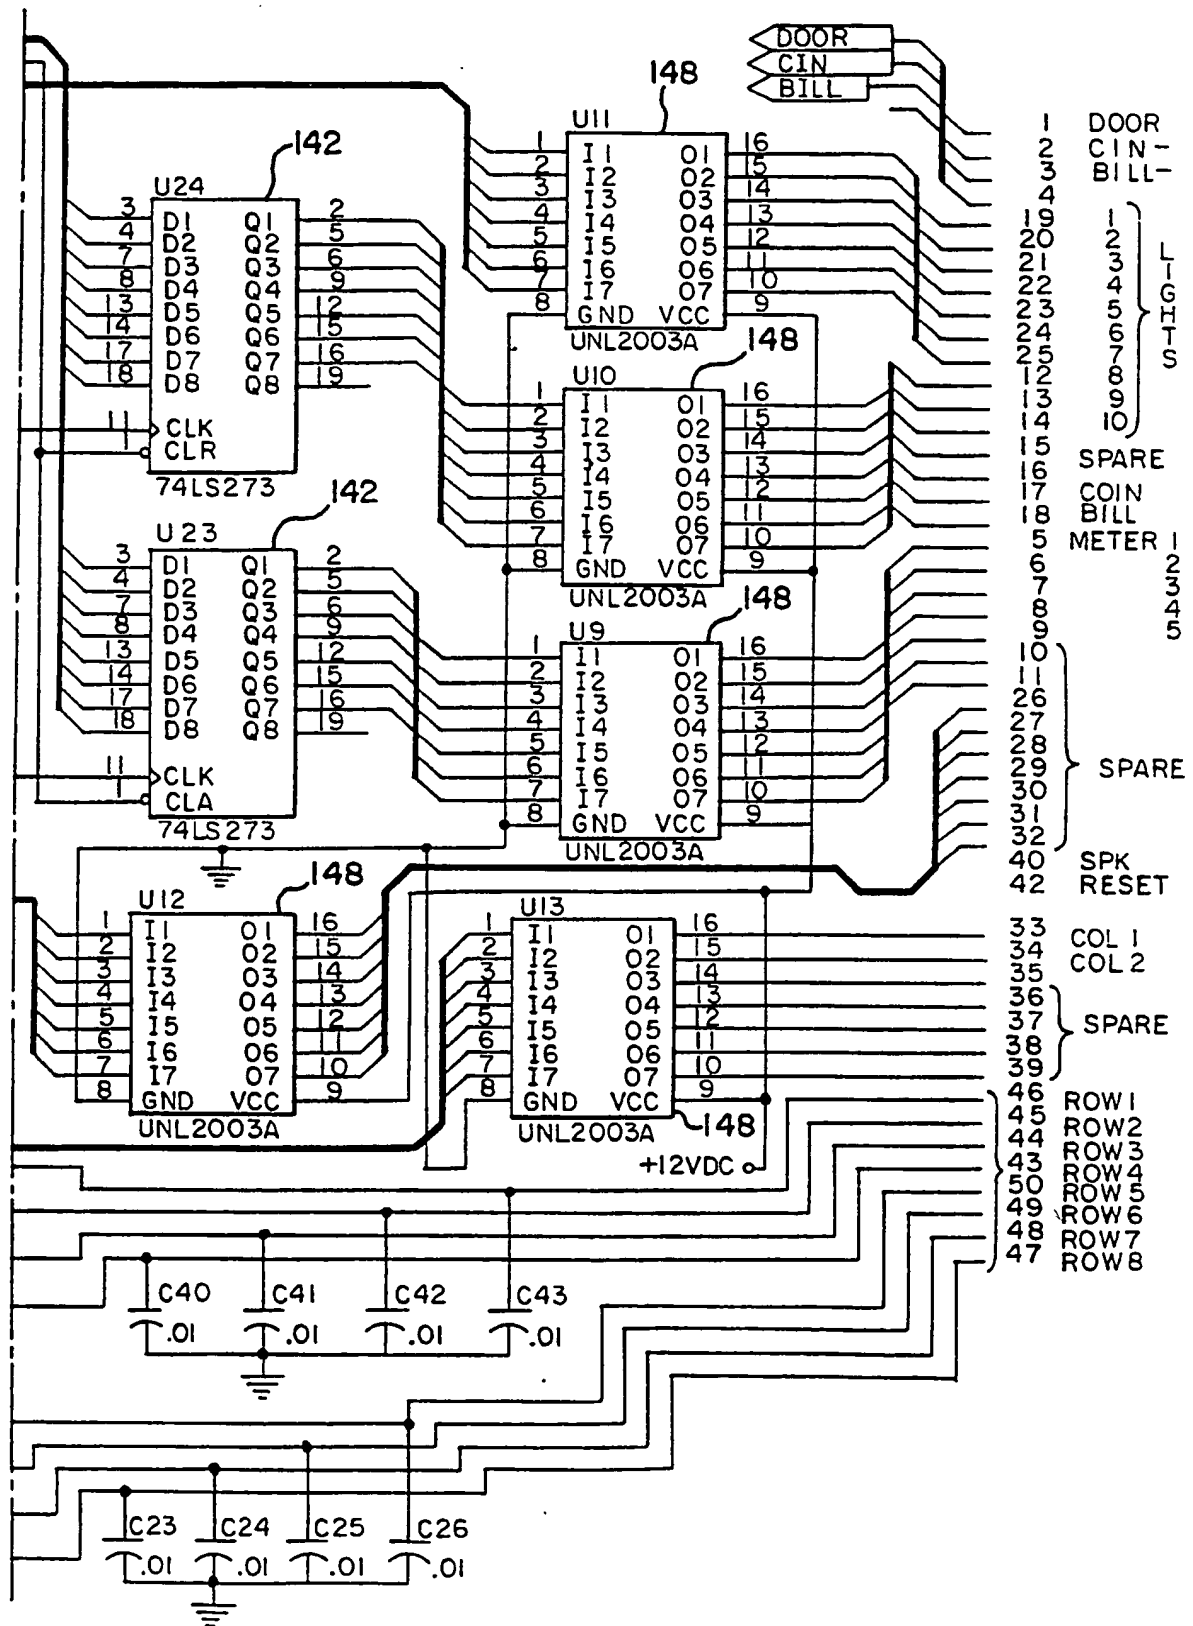 DOOR
CIN
BILL
148
U11
1 I1 O1 16
2 I2 O2 15
3 I3 O3 14
4 I4 O4 13
5 I5 O5 12
6 I6 O6 11
7 I7 O7 10
8 GND VCC 9
UNL2003A
142
U24
3 D1 Q1 2
4 D2 Q2 5
7 D3 Q3 6
8 D4 Q4 9
13 D5 Q5 12
14 D6 Q6 15
17 D7 Q7 16
18 D8 Q8 19
11 CLK
1 CLR
74LS273
148
U10
1 I1 O1 16
2 I2 O2 15
3 I3 O3 14
4 I4 O4 13
5 I5 O5 12
6 I6 O6 11
7 I7 O7 10
8 GND VCC 9
UNL2003A
142
U23
3 D1 Q1 2
4 D2 Q2 5
7 D3 Q3 6
8 D4 Q4 9
13 D5 Q5 12
14 D6 Q6 15
17 D7 Q7 16
18 D8 Q8 19
11 CLK
1 CLA
74LS273
148
U9
1 I1 O1 16
2 I2 O2 15
3 I3 O3 14
4 I4 O4 13
5 I5 O5 12
6 I6 O6 11
7 I7 O7 10
8 GND VCC 9
UNL2003A
148
U12
1 I1 O1 16
2 I2 O2 15
3 I3 O3 14
4 I4 O4 13
5 I5 O5 12
6 I6 O6 11
7 I7 O7 10
8 GND VCC 9
UNL2003A
U13
1 I1 O1 16
2 I2 O2 15
3 I3 O3 14
4 I4 O4 13
5 I5 O5 12
6 I6 O6 11
7 I7 O7 10
8 GND VCC 9
UNL2003A
148
+12VDC
1 DOOR
2 CIN-
3 BILL-
4
19 1
20 2
21 3
22 4
23 5
24 6
25 7
12 8
13 9
14 10
LIGHTS
15 SPARE
16
17 COIN
18 BILL
5 METER 1
6 2
7 3
8 4
9 5
10
11
26
27
28
29 SPARE
30
31
32
40 SPK
42 RESET
33 COL 1
34 COL 2
35
36
37 SPARE
38
39
46 ROW 1
45 ROW 2
44 ROW 3
43 ROW 4
50 ROW 5
49 ROW 6
48 ROW 7
47 ROW 8
C40 C41 C42 C43
.01 .01 .01 .01
C23 C24 C25 C26
.01 .01 .01 .01